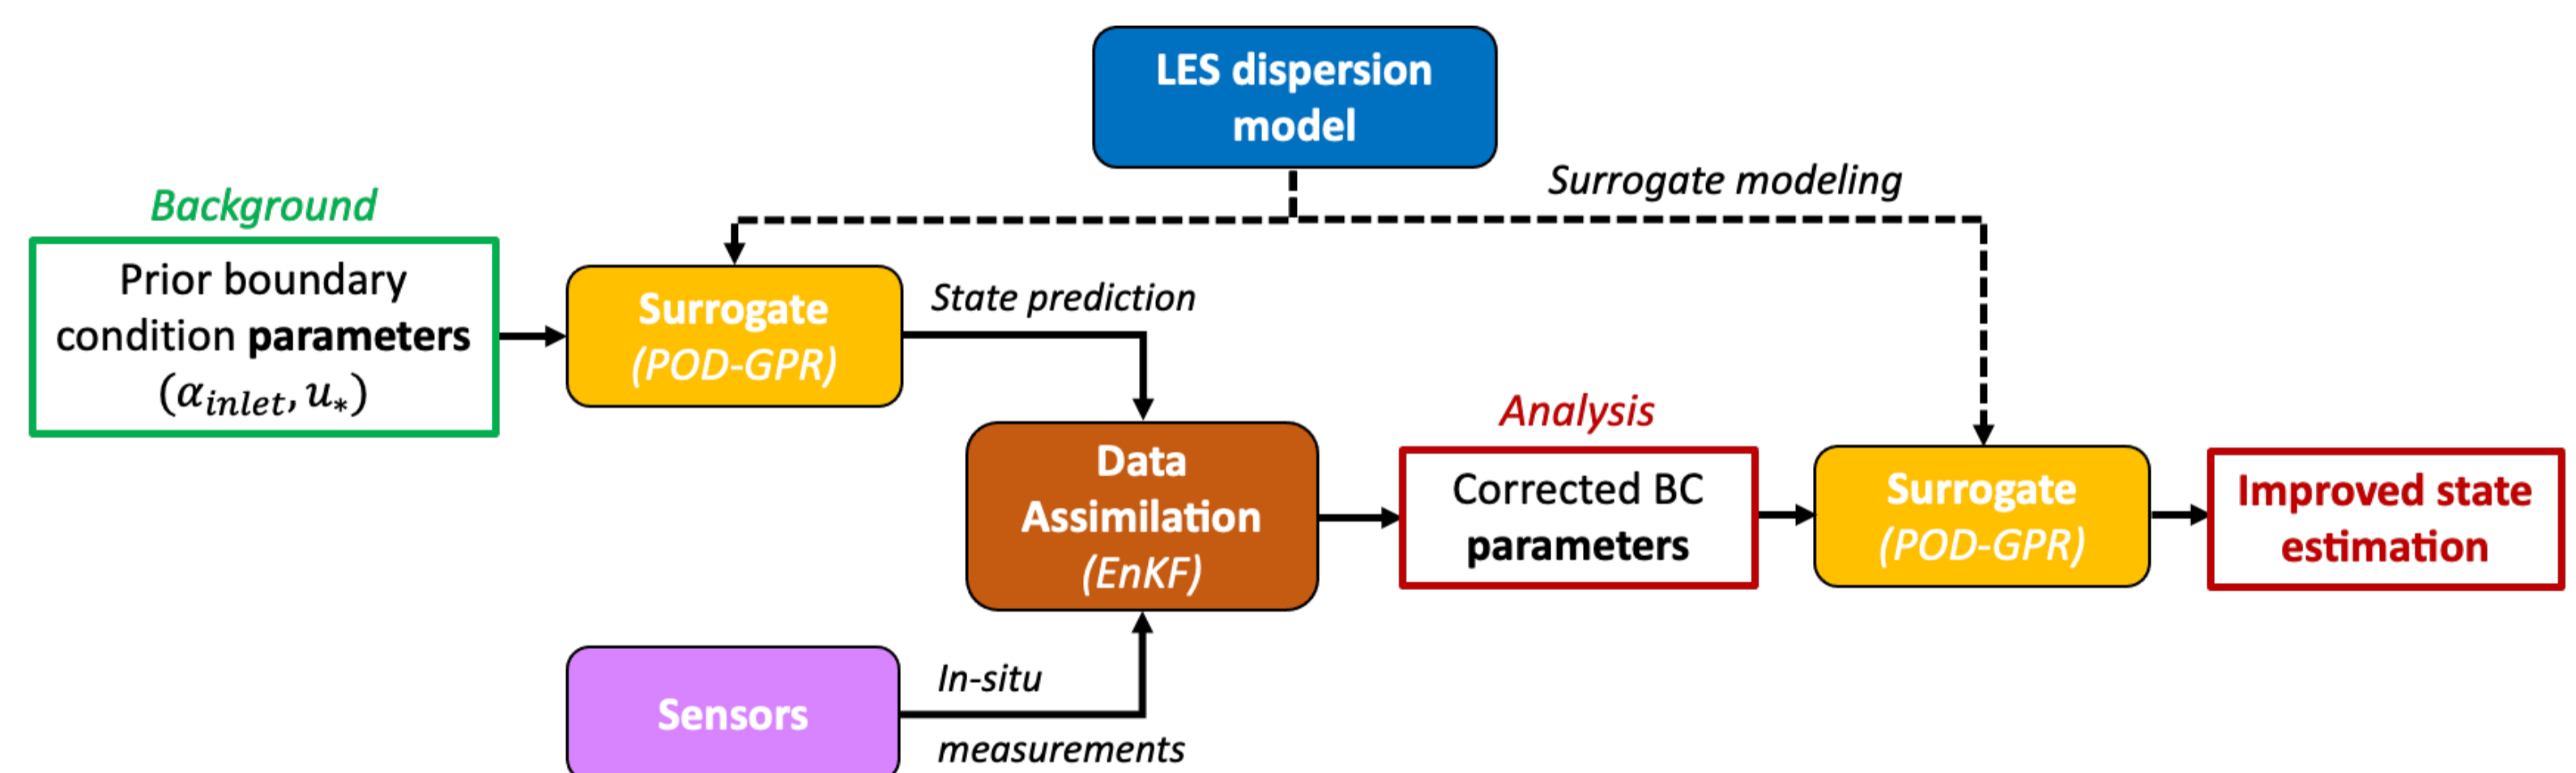 LES dispersion
model
Surrogate modeling
Background
Prior boundary
condition parameters
(α_inlet, u_*)
Surrogate
(POD-GPR)
State prediction
Data
Assimilation
(EnKF)
Sensors
In-situ
measurements
Analysis
Corrected BC
parameters
Surrogate
(POD-GPR)
Improved state
estimation